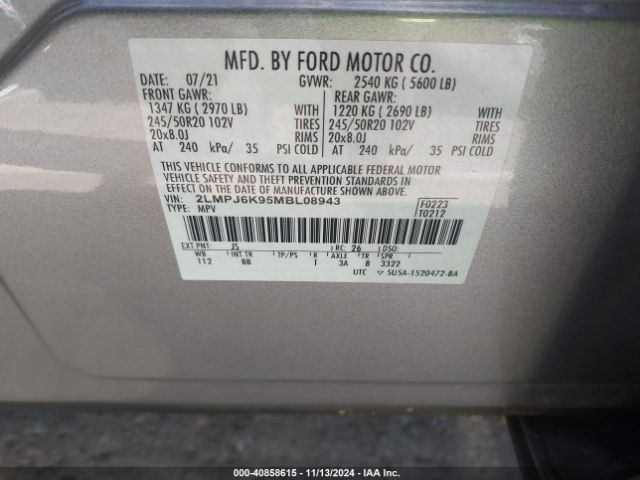 MFD. BY FORD MOTOR CO.
DATE: 07/21 GVWR: 2540 KG ( 5600 LB)
FRONT GAWR: REAR GAWR:
1347 KG ( 2970 LB) WITH 1220 KG ( 2690 LB) WITH
245/50R20 102V TIRES 245/50R20 102V TIRES
20x8.0J RIMS 20x8.0J RIMS
AT 240 kPa/ 35 PSI COLD AT 240 kPa/ 35 PSI COLD
THIS VEHICLE CONFORMS TO ALL APPLICABLE FEDERAL MOTOR
VEHICLE SAFETY AND THEFT PREVENTION STANDARDS IN
EFFECT ON THE DATE OF MANUFACTURE SHOWN ABOVE.
VIN: 2LMPJ6K95MBL08943 F0223
TYPE: MPV T0212
EXT PNT: JS RC: 26 DSO:
WB INT TR TP/PS R AXLE TR SPR
112 BB T 3A B 3322
UTC SU5A-1520472-BA
000-40858615 - 11/13/2024 - IAA Inc.